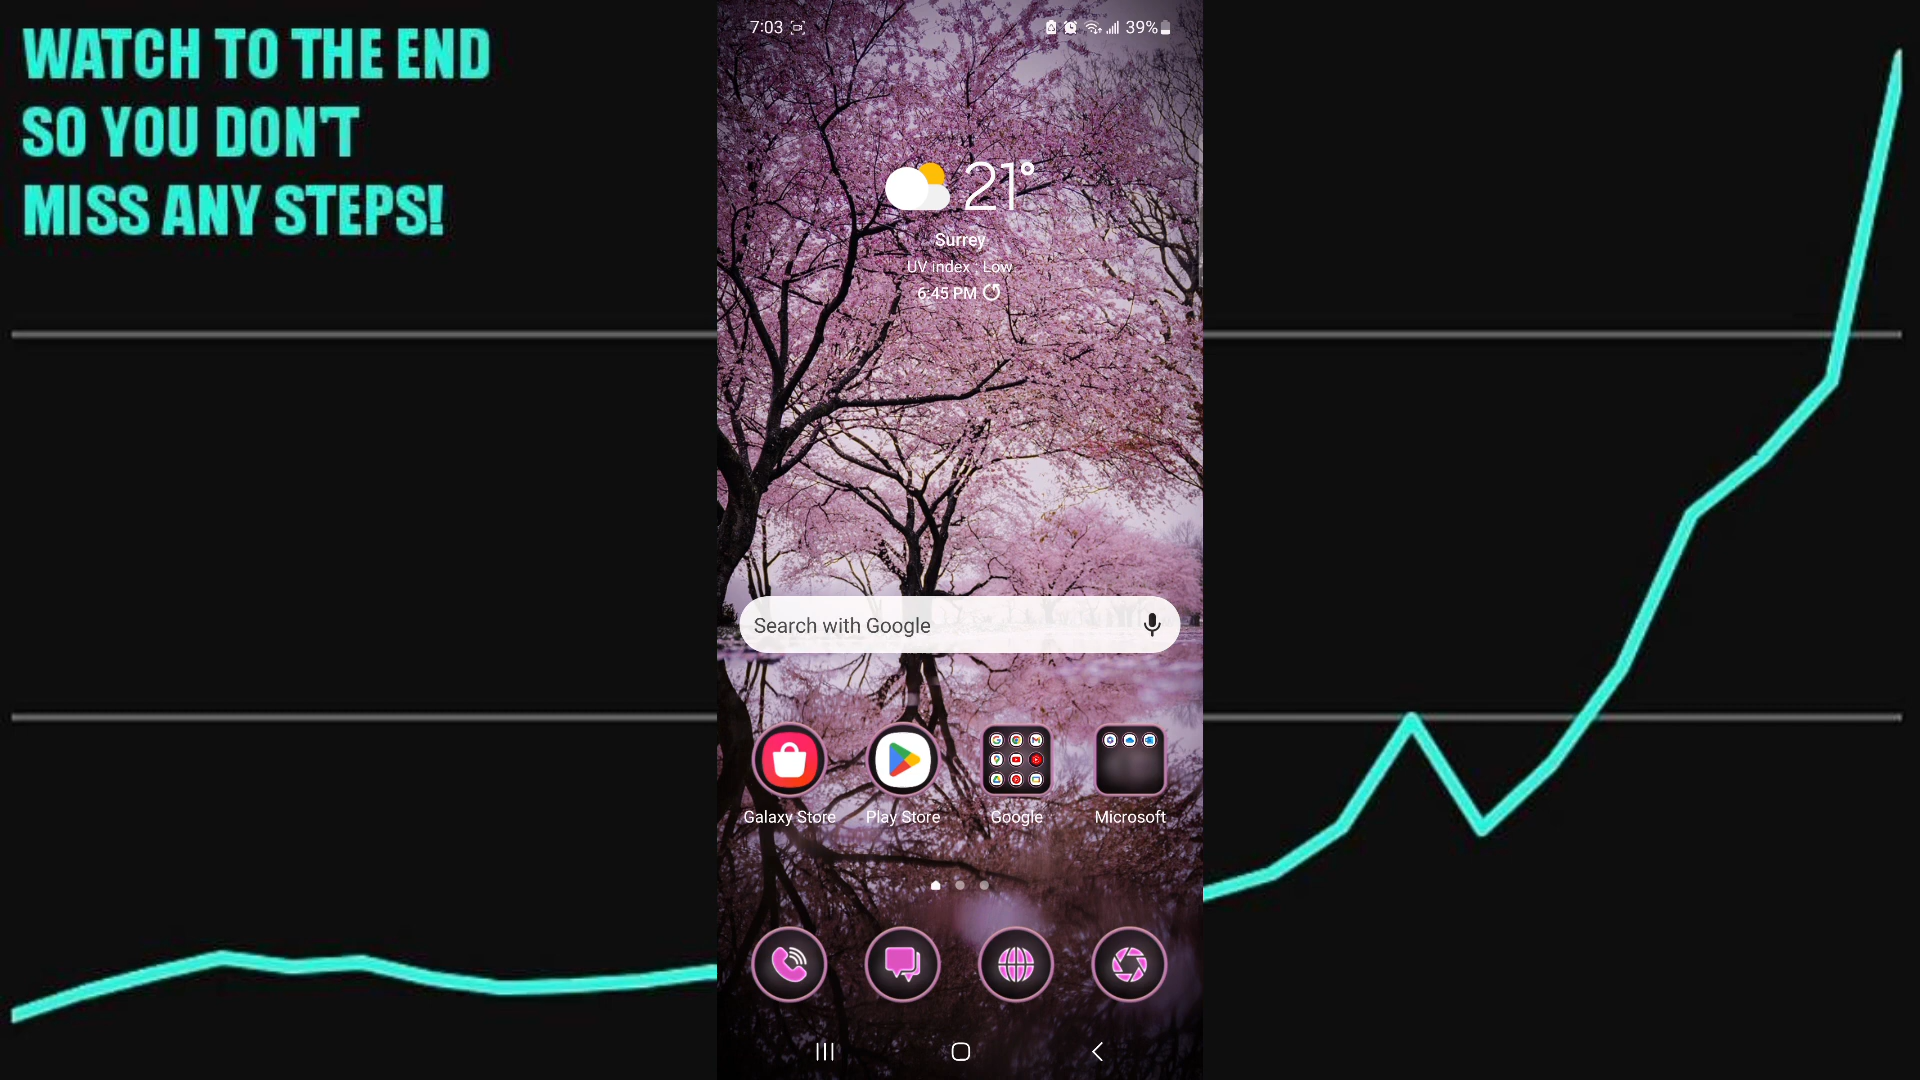 WATCH TO THE END
SO YOU DON'T
MISS ANY STEPS!
7:03
39%
21°
Surrey
UV index : Low
6:45 PM
Search with Google
Galaxy Store
Play Store
Google
Microsoft